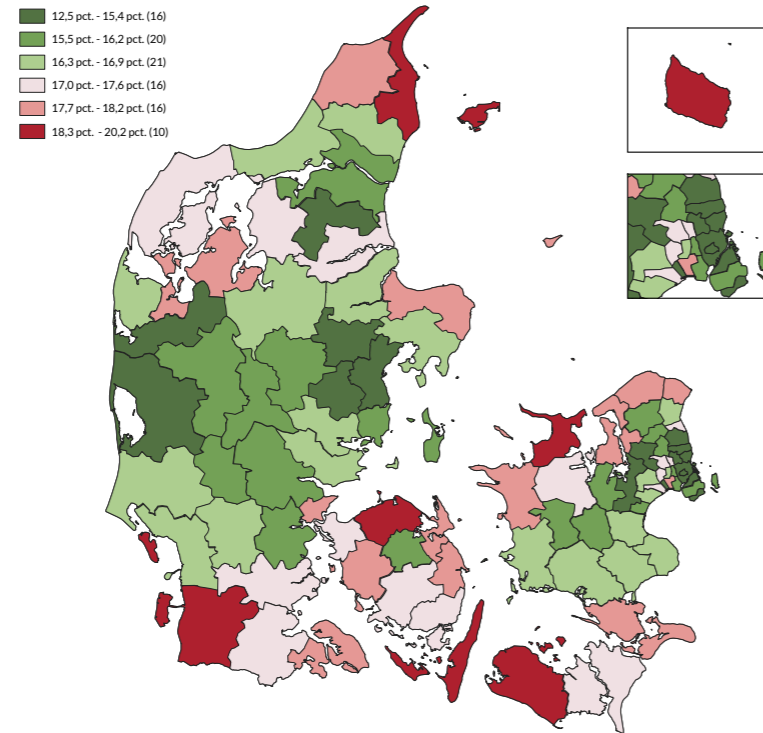 12,5 pct. - 15,4 pct. (16)
15,5 pct. - 16,2 pct. (20)
16,3 pct. - 16,9 pct. (21)
17,0 pct. - 17,6 pct. (16)
17,7 pct. - 18,2 pct. (16)
18,3 pct. - 20,2 pct. (10)